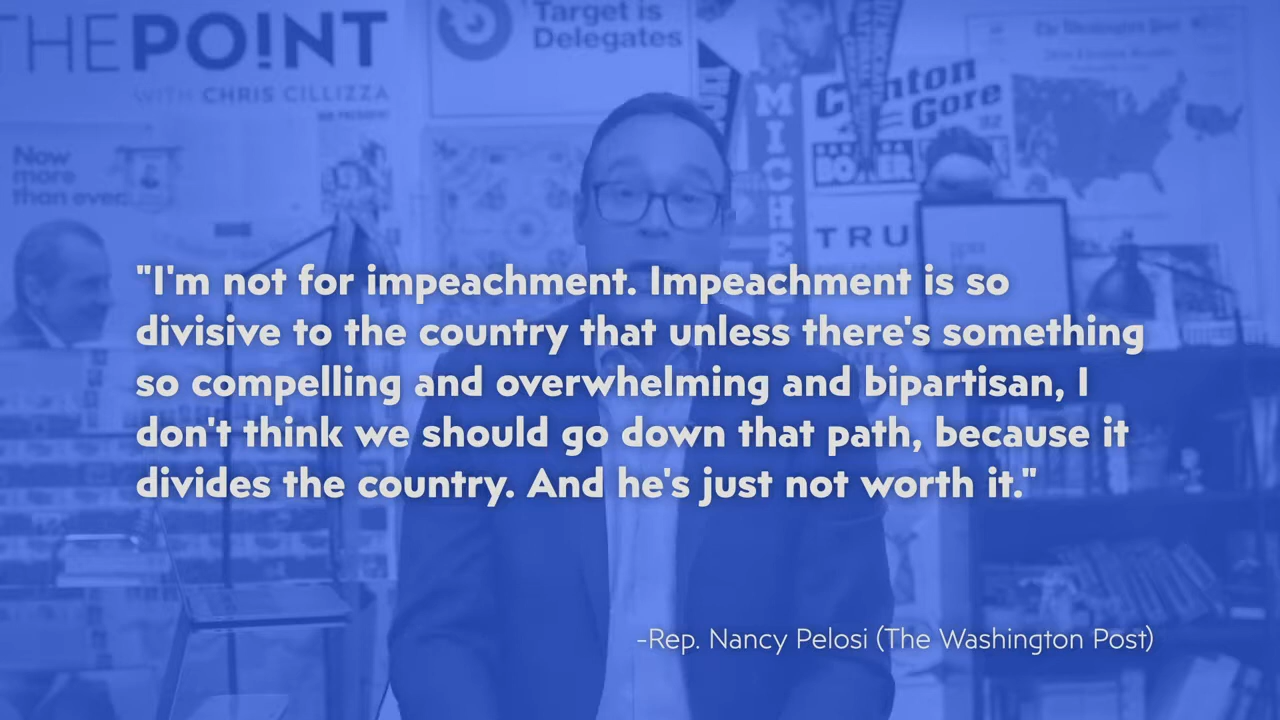 THE PO!NT
WITH CHRIS CILLIZZA
Target is
Delegates
Now
more
than ever.
Clinton
Gore
'92
TRU
"I'm not for impeachment. Impeachment is so
divisive to the country that unless there's something
so compelling and overwhelming and bipartisan, I
don't think we should go down that path, because it
divides the country. And he's just not worth it."
-Rep. Nancy Pelosi (The Washington Post)